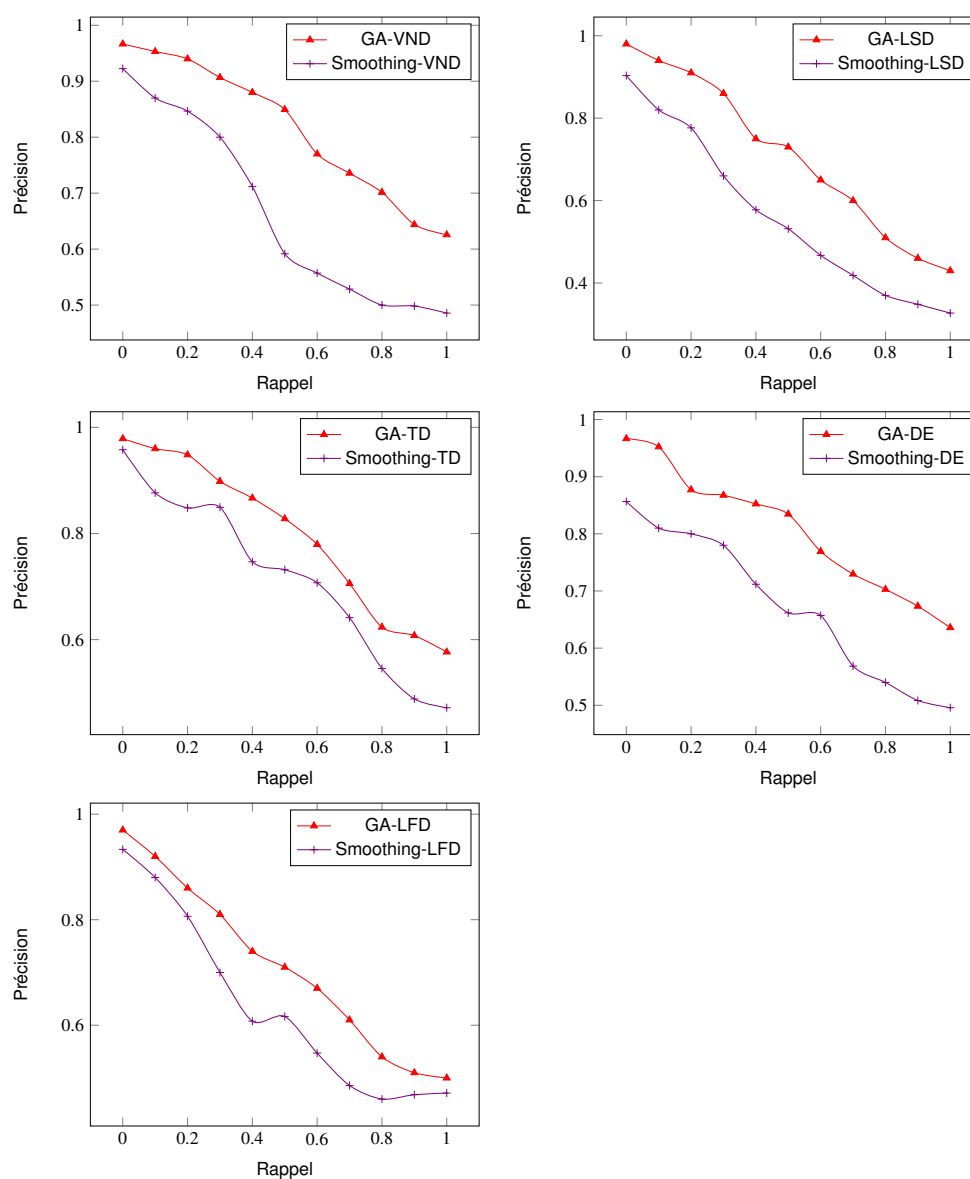 1
0.9
0.8
0.7
0.6
0.5
0 0.2 0.4 0.6 0.8 1
Précision
Rappel
GA-VND
Smoothing-VND
1
0.8
0.6
0.4
0 0.2 0.4 0.6 0.8 1
Précision
Rappel
GA-LSD
Smoothing-LSD
1
0.8
0.6
0 0.2 0.4 0.6 0.8 1
Précision
Rappel
GA-TD
Smoothing-TD
1
0.9
0.8
0.7
0.6
0.5
0 0.2 0.4 0.6 0.8 1
Précision
Rappel
GA-DE
Smoothing-DE
1
0.8
0.6
0 0.2 0.4 0.6 0.8 1
Précision
Rappel
GA-LFD
Smoothing-LFD